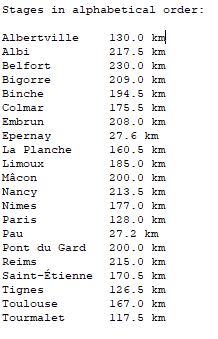 Stages in alphabetical order:
Albertville 130.0 km
Albi 217.5 km
Belfort 230.0 km
Bigorre 209.0 km
Binche 194.5 km
Colmar 175.5 km
Embrun 208.0 km
Epernay 27.6 km
La Planche 160.5 km
Limoux 185.0 km
Mâcon 200.0 km
Nancy 213.5 km
Nimes 177.0 km
Paris 128.0 km
Pau 27.2 km
Pont du Gard 200.0 km
Reims 215.0 km
Saint-Étienne 170.5 km
Tignes 126.5 km
Toulouse 167.0 km
Tourmalet 117.5 km